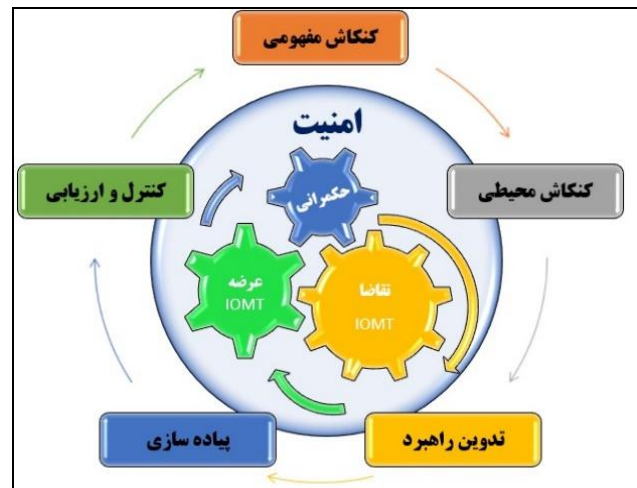 کنکاش مفهومی
امنیت
حکمرانی
کنترل و ارزیابی
کنکاش محیطی
عرضه
IOMT
تقاضا
IOMT
پیاده سازی
تدوین راهبرد